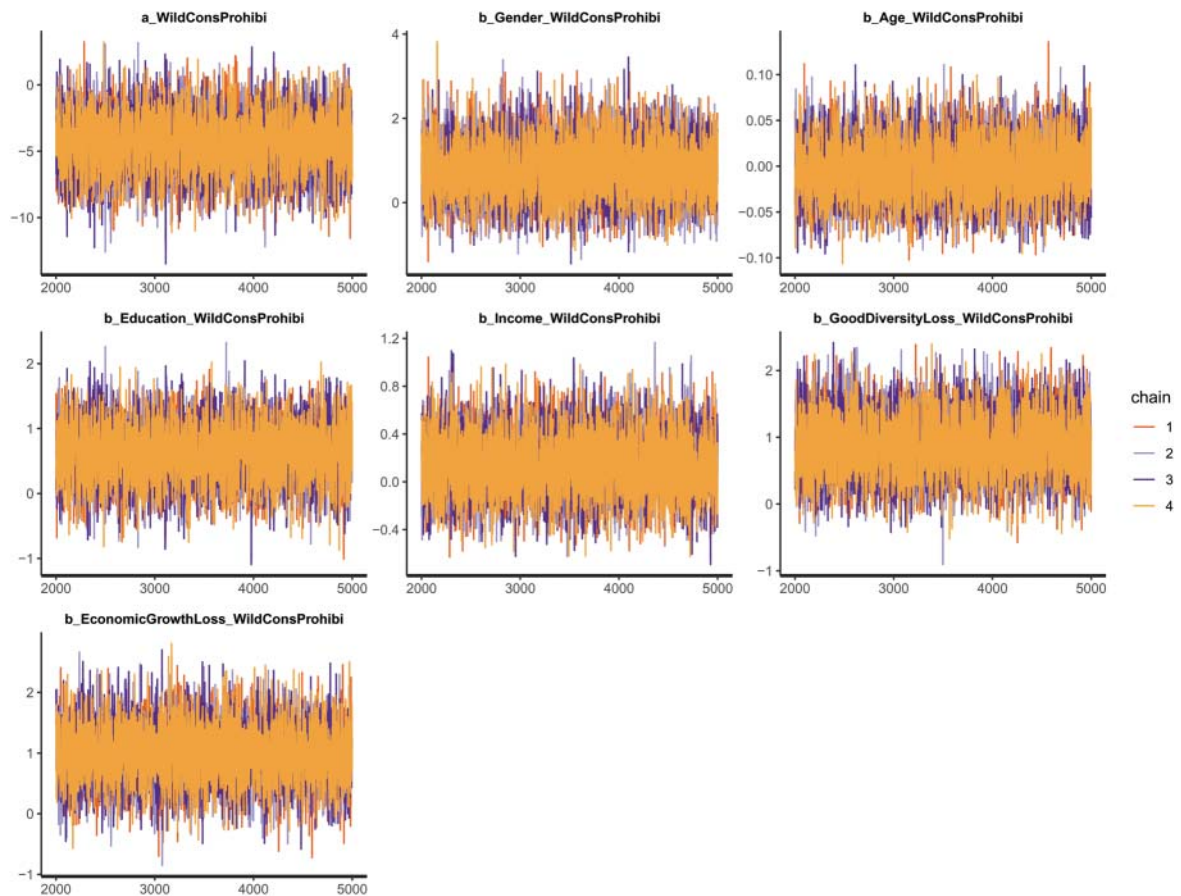 a_WildConsProhibi
b_Gender_WildConsProhibi
b_Age_WildConsProhibi
0
−5
−10
2000 3000 4000 5000
4
2
0
2000 3000 4000 5000
0.10
0.05
0.00
−0.05
−0.10
2000 3000 4000 5000
b_Education_WildConsProhibi
b_Income_WildConsProhibi
b_GoodDiversityLoss_WildConsProhibi
2
1
0
−1
2000 3000 4000 5000
1.2
0.8
0.4
0.0
−0.4
2000 3000 4000 5000
2
1
0
−1
2000 3000 4000 5000
chain
1
2
3
4
b_EconomicGrowthLoss_WildConsProhibi
2
1
0
−1
2000 3000 4000 5000